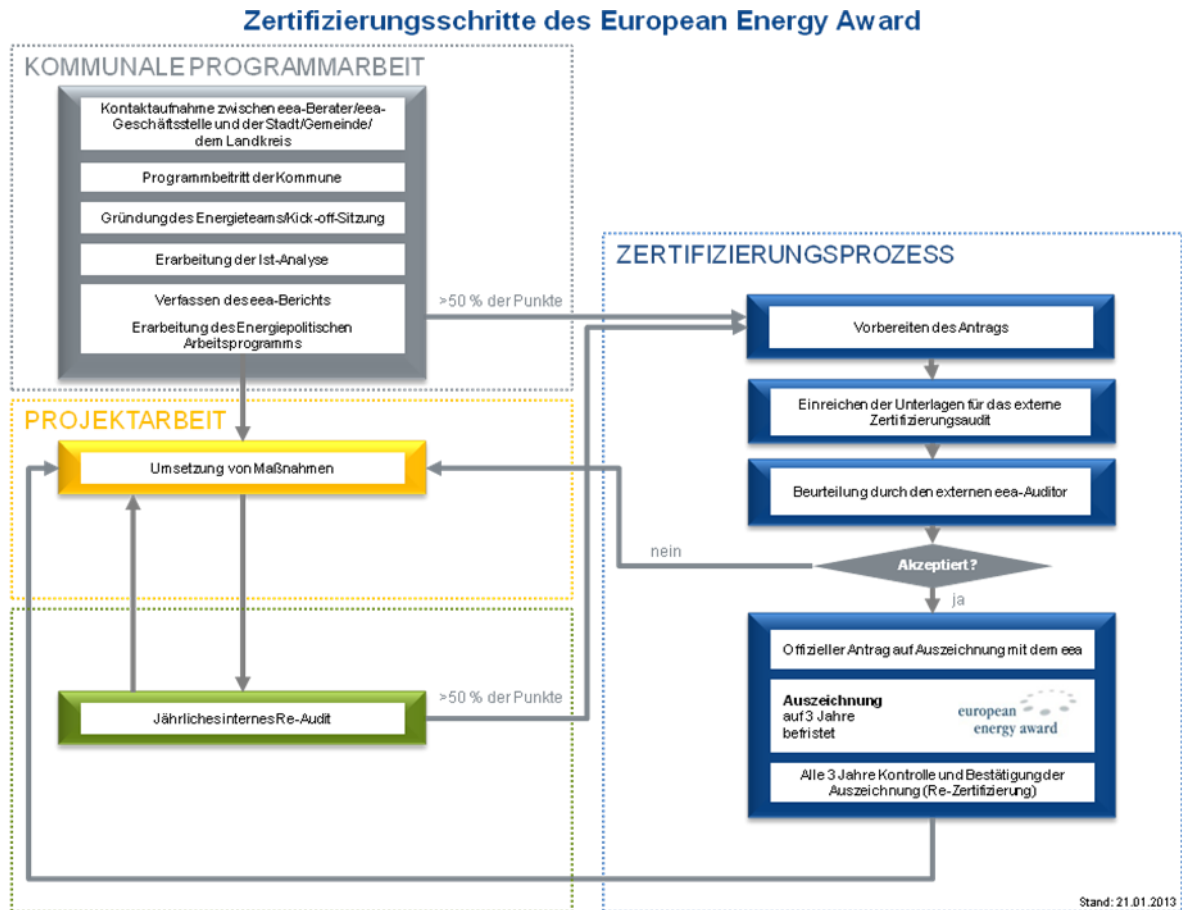 Zertifizierungsschritte des European Energy Award
KOMMUNALE PROGRAMMARBEIT
Kontaktaufnahme zwischen eea-Berater/eea-
Geschäftsstelle und der Stadt/Gemeinde/
dem Landkreis
Programmbeitritt der Kommune
Gründung des Energieteams/Kick-off-Sitzung
Erarbeitung der Ist-Analyse
Verfassen des eea-Berichts
Erarbeitung des Energiepolitischen
Arbeitsprogramms
>50 % der Punkte
PROJEKTARBEIT
Umsetzung von Maßnahmen
Jährliches internes Re-Audit
>50 % der Punkte
ZERTIFIZIERUNGSPROZESS
Vorbereiten des Antrags
Einreichen der Unterlagen für das externe
Zertifizierungsaudit
Beurteilung durch den externen eea-Auditor
Akzeptiert?
nein
ja
Offizieller Antrag auf Auszeichnung mit dem eea
Auszeichnung
auf 3 Jahre
befristet
european
energy award
Alle 3 Jahre Kontrolle und Bestätigung der
Auszeichnung (Re-Zertifizierung)
Stand: 21.01.2013